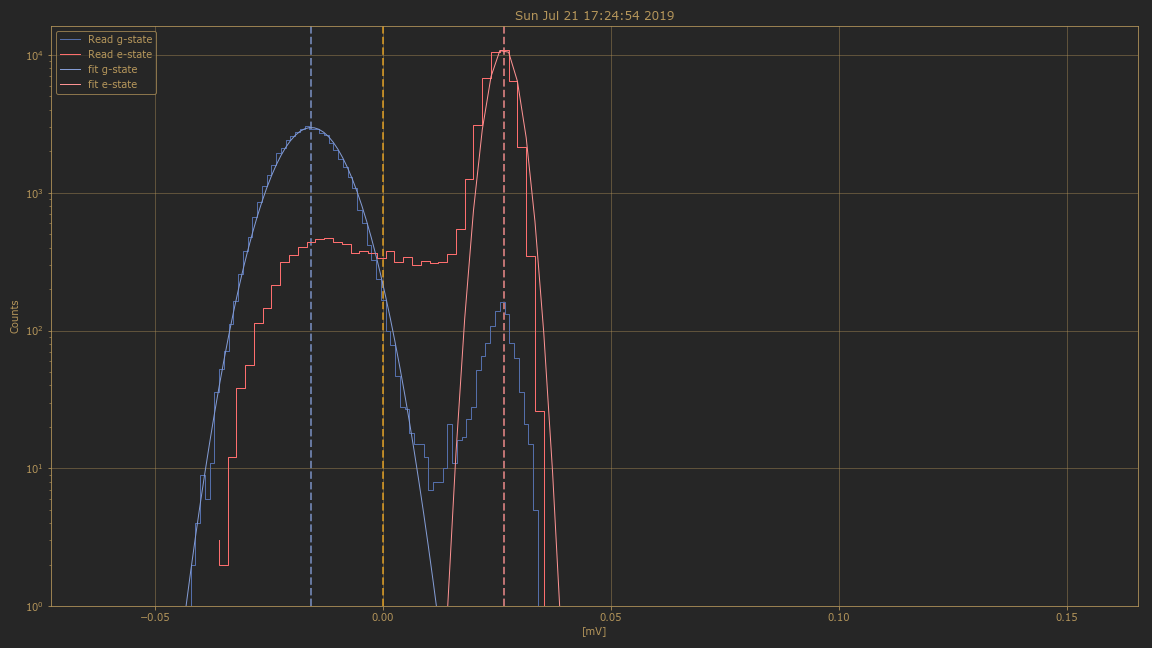 Sun Jul 21 17:24:54 2019
Read g-state
Read e-state
fit g-state
fit e-state
10⁴
10³
10²
10¹
10⁰
Counts
−0.05 0.00 0.05 0.10 0.15
[mV]